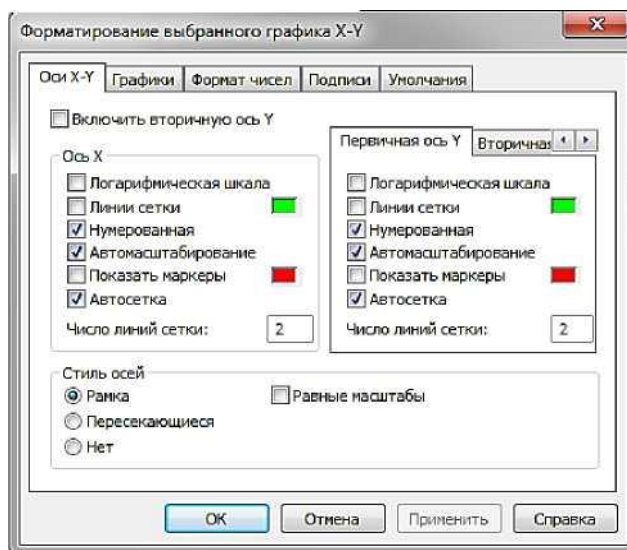 Форматирование выбранного графика X-Y
Оси X-Y Графики Формат чисел Подписи Умолчания
Включить вторичную ось Y
Ось X
Логарифмическая шкала
Линии сетки
Нумерованная
Автомасштабирование
Показать маркеры
Автосетка
Число линий сетки: 2
Первичная ось Y Вторичная
Логарифмическая шкала
Линии сетки
Нумерованная
Автомасштабирование
Показать маркеры
Автосетка
Число линий сетки: 2
Стиль осей
Рамка Равные масштабы
Пересекающиеся
Нет
OK Отмена Применить Справка